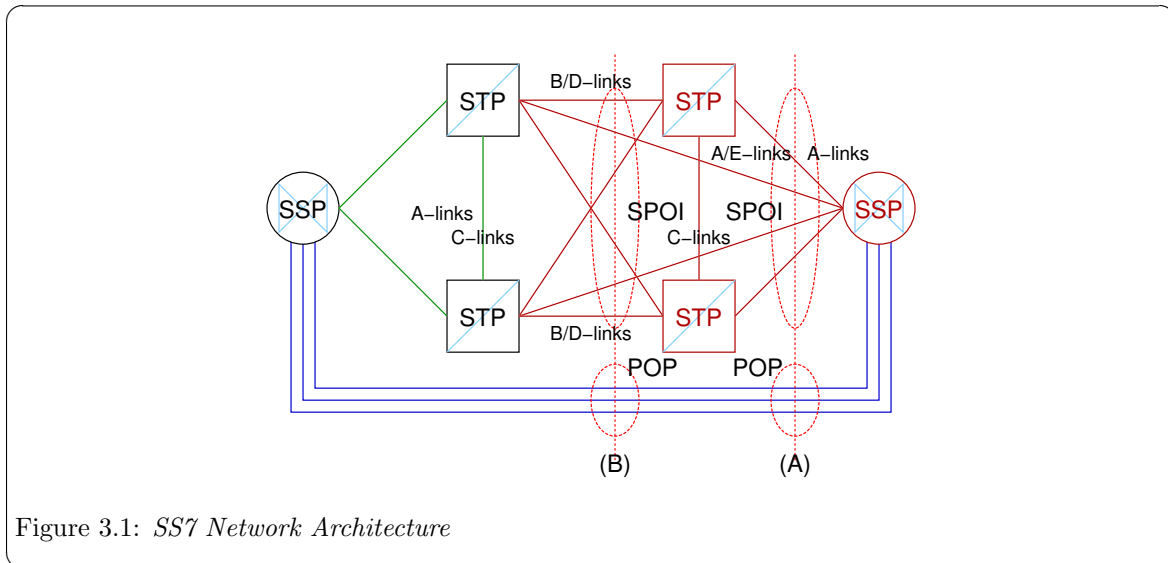 B/D−links
STP
STP
A/E−links
A−links
SSP
A−links
SPOI
SPOI
SSP
C−links
C−links
STP
STP
B/D−links
POP
POP
(B)
(A)
Figure 3.1: SS7 Network Architecture